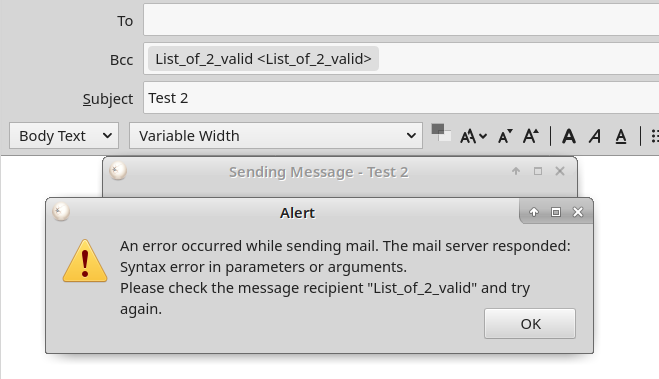 To
Bcc List_of_2_valid <List_of_2_valid>
Subject Test 2
Body Text Variable Width A A A A A A A
Sending Message - Test 2
Alert
An error occurred while sending mail. The mail server responded:
Syntax error in parameters or arguments.
Please check the message recipient "List_of_2_valid" and try
again.
OK